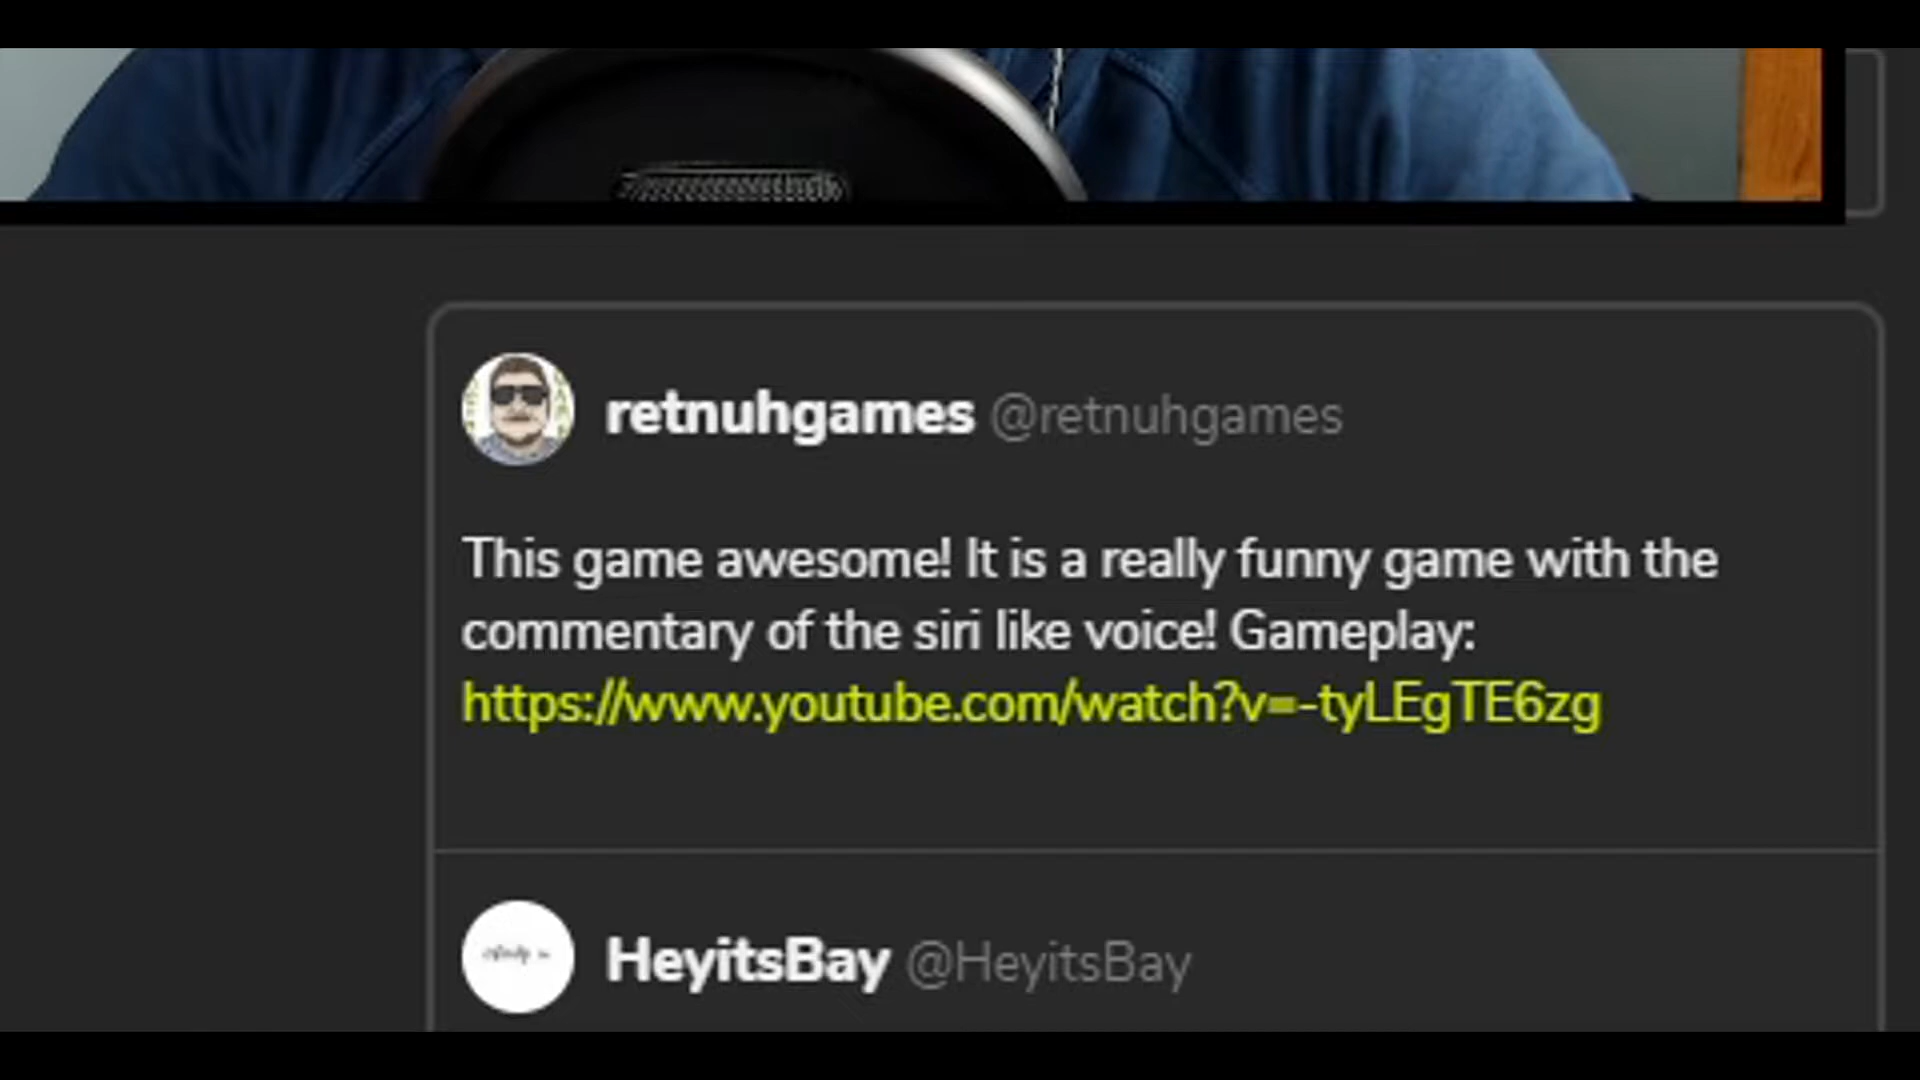 retnuhgames @retnuhgames
This game awesome! It is a really funny game with the
commentary of the siri like voice! Gameplay:
https://www.youtube.com/watch?v=-tyLEgTE6zg
HeyitsBay @HeyitsBay